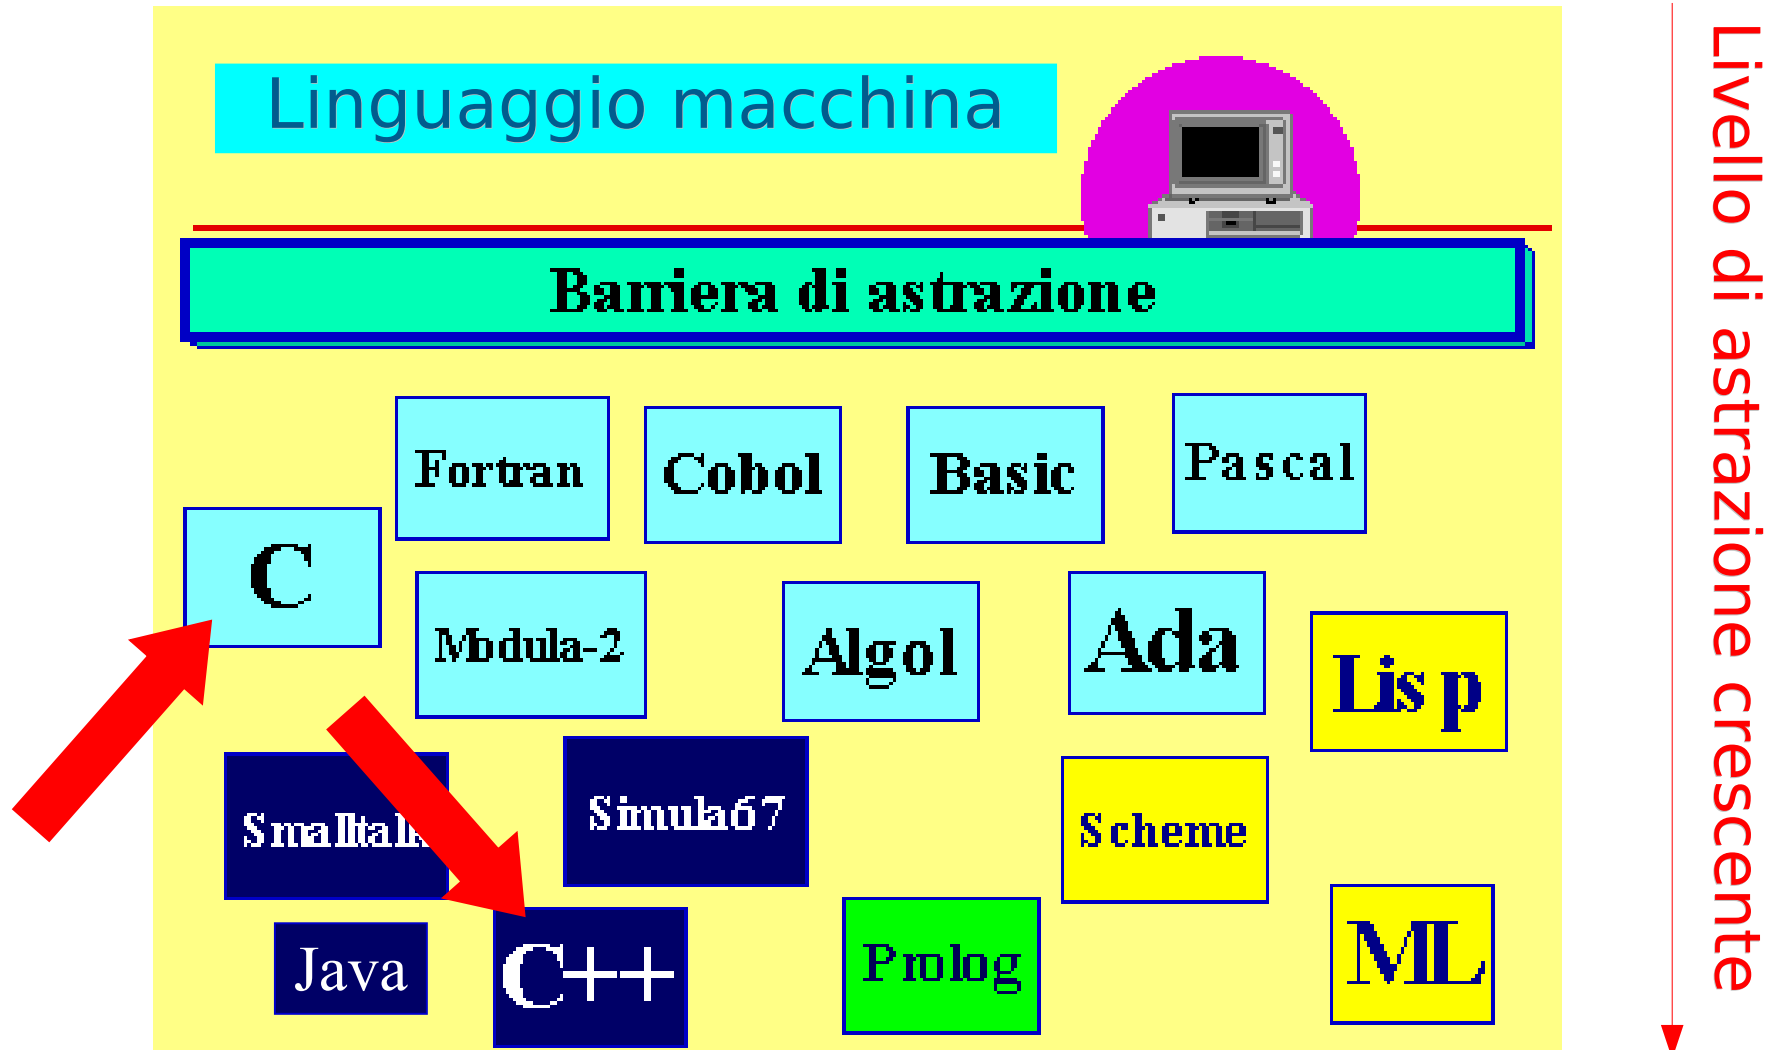 Linguaggio macchina
Barriera di astrazione
Fortran
Cobol
Basic
Pascal
C
Modula-2
Algol
Ada
Lisp
Smalltalk
Simula67
Scheme
Java
C++
Prolog
ML
Livello di astrazione crescente